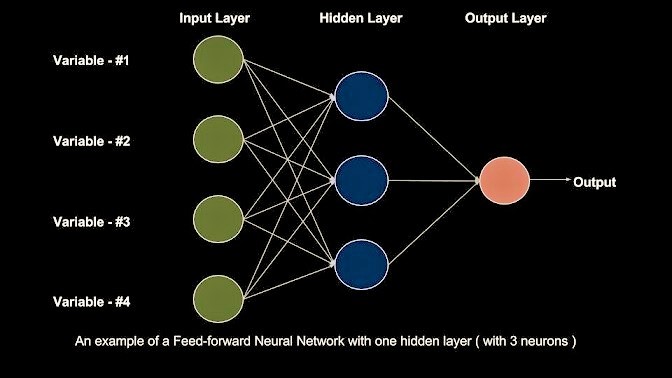 Input Layer
Hidden Layer
Output Layer
Variable - #1
Variable - #2
Variable - #3
Variable - #4
Output
An example of a Feed-forward Neural Network with one hidden layer ( with 3 neurons )